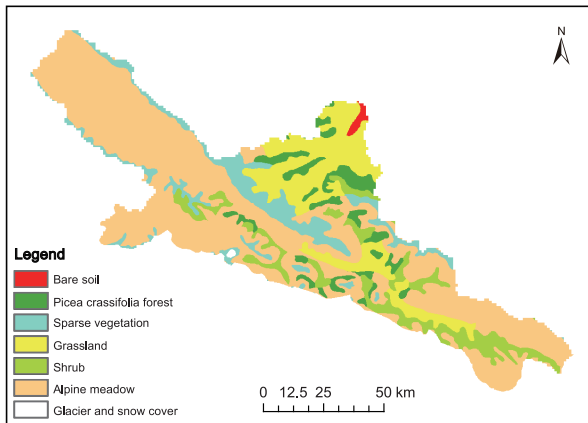 N
Legend
Bare soil
Picea crassifolia forest
Sparse vegetation
Grassland
Shrub
Alpine meadow
Glacier and snow cover
0 12.5 25 50 km